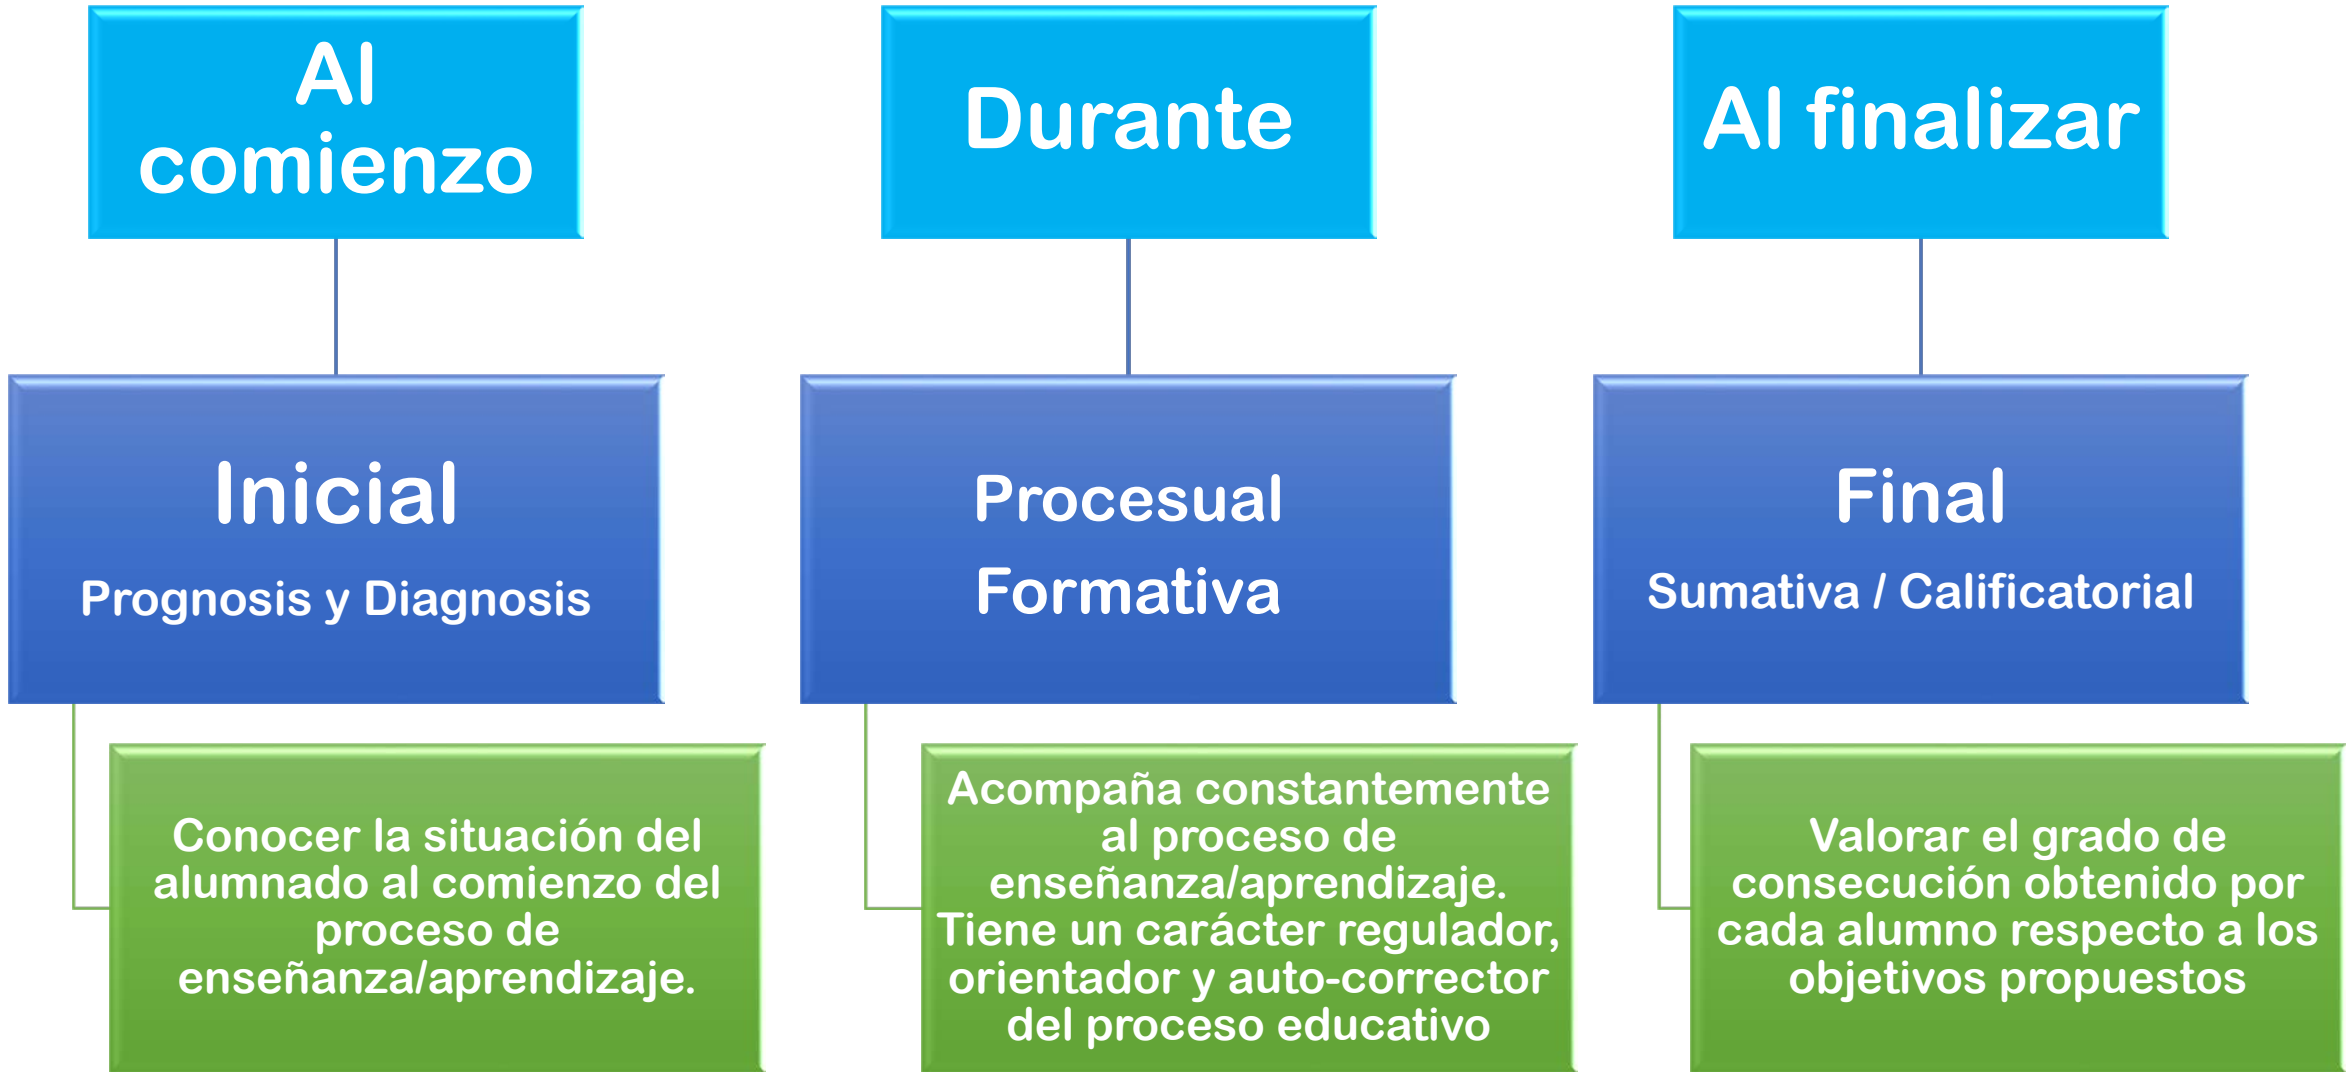 Al
comienzo
Inicial
Prognosis y Diagnosis
Conocer la situación del
alumnado al comienzo del
proceso de
enseñanza/aprendizaje.
Durante
Procesual
Formativa
Acompaña constantemente
al proceso de
enseñanza/aprendizaje.
Tiene un carácter regulador,
orientador y auto-corrector
del proceso educativo
Al finalizar
Final
Sumativa / Calificatorial
Valorar el grado de
consecución obtenido por
cada alumno respecto a los
objetivos propuestos